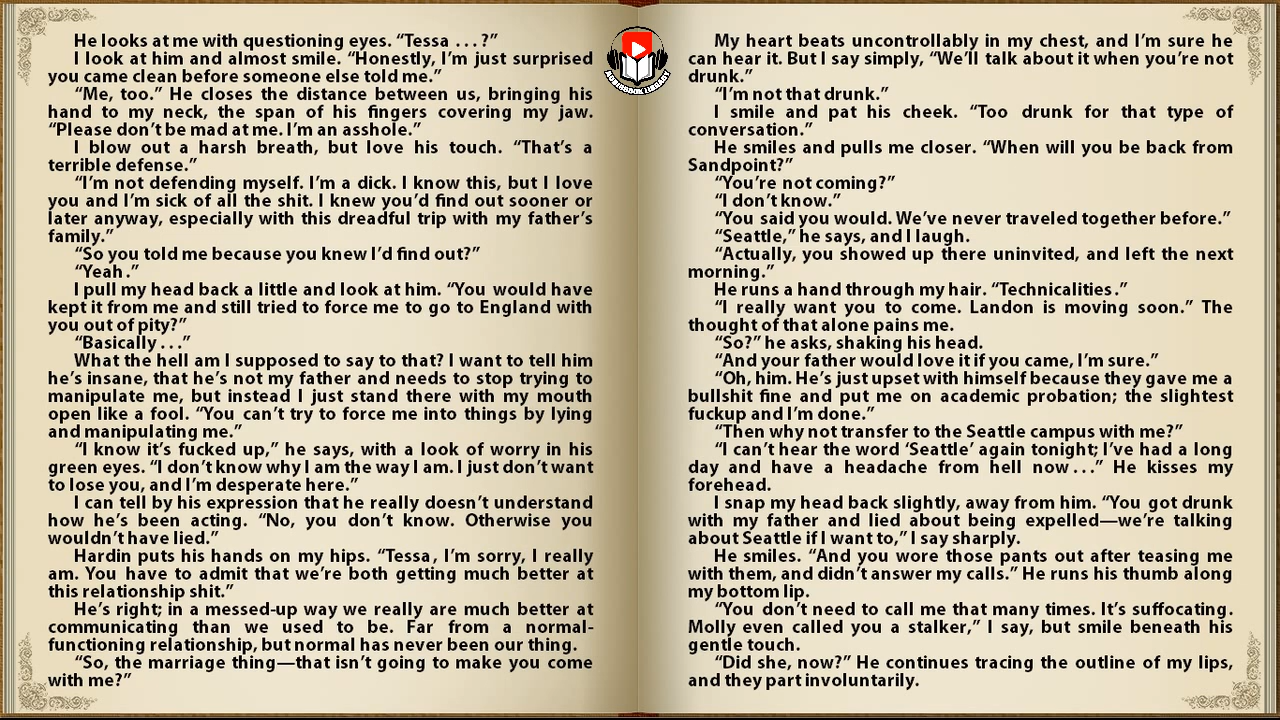 He looks at me with questioning eyes. “Tessa . . . ?”
I look at him and almost smile. “Honestly, I’m just surprised
you came clean before someone else told me.”
“Me, too.” He closes the distance between us, bringing his
hand to my neck, the span of his fingers covering my jaw.
“Please don’t be mad at me. I’m an asshole.”
I blow out a harsh breath, but love his touch. “That’s a
terrible defense.”
“I’m not defending myself. I’m a dick. I know this, but I love
you and I’m sick of all the shit. I knew you’d find out sooner or
later anyway, especially with this dreadful trip with my father’s
family.”
“So you told me because you knew I’d find out?”
“Yeah .”
I pull my head back a little and look at him. “You would have
kept it from me and still tried to force me to go to England with
you out of pity?”
“Basically . . .”
What the hell am I supposed to say to that? I want to tell him
he’s insane, that he’s not my father and needs to stop trying to
manipulate me, but instead I just stand there with my mouth
open like a fool. “You can’t try to force me into things by lying
and manipulating me.”
“I know it’s fucked up,” he says, with a look of worry in his
green eyes. “I don’t know why I am the way I am. I just don’t want
to lose you, and I’m desperate here.”
I can tell by his expression that he really doesn’t understand
how he’s been acting. “No, you don’t know. Otherwise you
wouldn’t have lied.”
Hardin puts his hands on my hips. “Tessa, I’m sorry, I really
am. You have to admit that we’re both getting much better at
this relationship shit.”
He’s right; in a messed-up way we really are much better at
communicating than we used to be. Far from a normal-
functioning relationship, but normal has never been our thing.
“So, the marriage thing—that isn’t going to make you come
with me?”
AUDIOBOOK LIBRARY
My heart beats uncontrollably in my chest, and I’m sure he
can hear it. But I say simply, “We’ll talk about it when you’re not
drunk.”
“I’m not that drunk.”
I smile and pat his cheek. “Too drunk for that type of
conversation.”
He smiles and pulls me closer. “When will you be back from
Sandpoint?”
“You’re not coming?”
“I don’t know.”
“You said you would. We’ve never traveled together before.”
“Seattle,” he says, and I laugh.
“Actually, you showed up there uninvited, and left the next
morning.”
He runs a hand through my hair. “Technicalities .”
“I really want you to come. Landon is moving soon.” The
thought of that alone pains me.
“So?” he asks, shaking his head.
“And your father would love it if you came, I’m sure.”
“Oh, him. He’s just upset with himself because they gave me a
bullshit fine and put me on academic probation; the slightest
fuckup and I’m done.”
“Then why not transfer to the Seattle campus with me?”
“I can’t hear the word ‘Seattle’ again tonight; I’ve had a long
day and have a headache from hell now . . .” He kisses my
forehead.
I snap my head back slightly, away from him. “You got drunk
with my father and lied about being expelled—we’re talking
about Seattle if I want to,” I say sharply.
He smiles. “And you wore those pants out after teasing me
with them, and didn’t answer my calls.” He runs his thumb along
my bottom lip.
“You don’t need to call me that many times. It’s suffocating.
Molly even called you a stalker,” I say, but smile beneath his
gentle touch.
“Did she, now?” He continues tracing the outline of my lips,
and they part involuntarily.